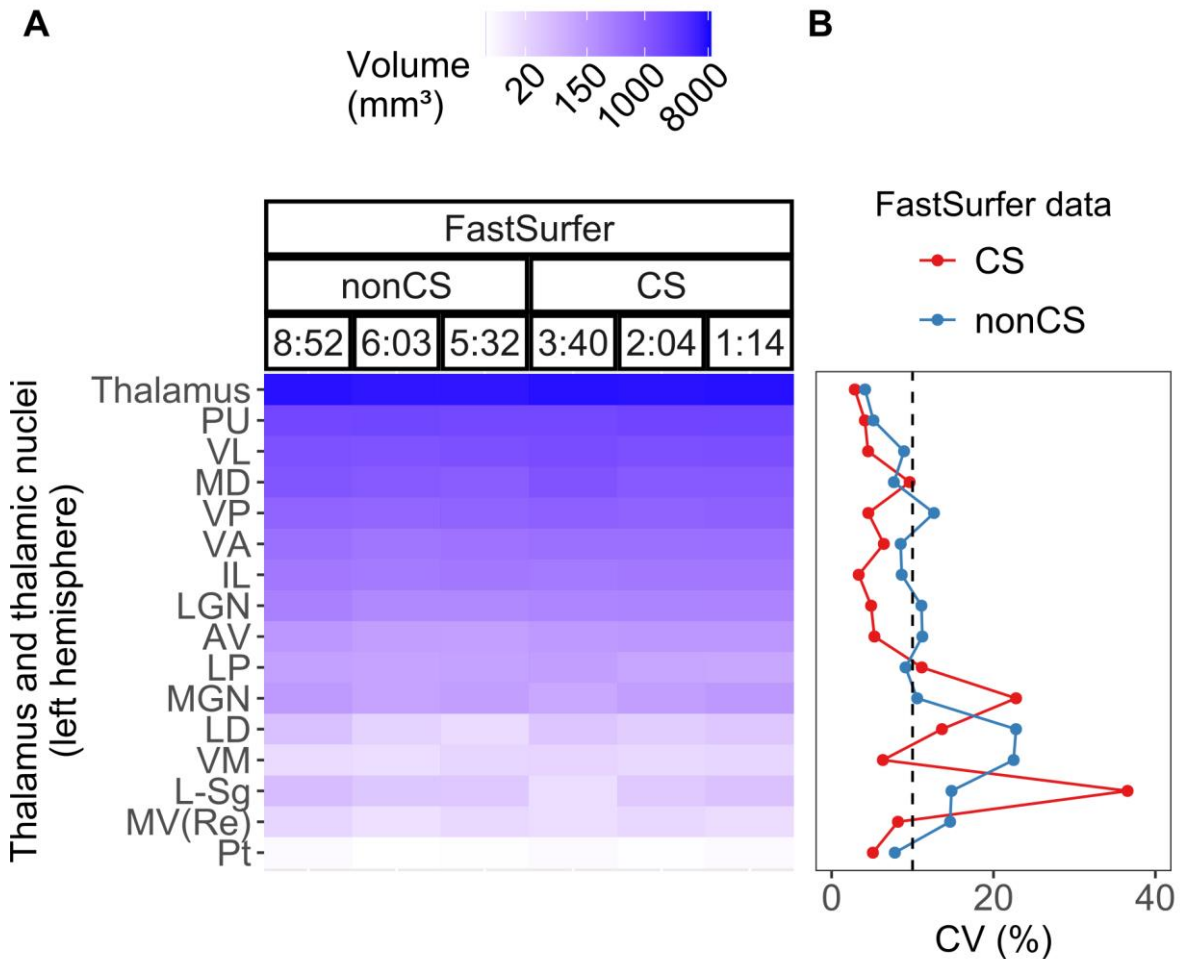 A
B
Volume
(mm³)
20
150
1000
8000
FastSurfer
nonCS
CS
8:52
6:03
5:32
3:40
2:04
1:14
FastSurfer data
CS
nonCS
Thalamus and thalamic nuclei
(left hemisphere)
Thalamus
PU
VL
MD
VP
VA
IL
LGN
AV
LP
MGN
LD
VM
L-Sg
MV(Re)
Pt
0
20
40
CV (%)